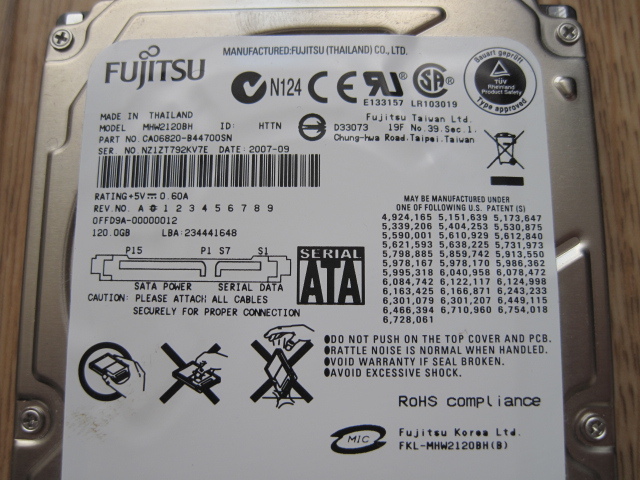 MANUFACTURED:FUJITSU (THAILAND) CO., LTD.
FUJITSU
N124
E133157 LR103019
Bauart geprüft
TÜV
Rheinland
Product Safety
Type approved
MADE IN THAILAND
MODEL MHW2120BH ID: HTTN
PART NO. CA06820-B44700SN
SER. NO. NZ1ZT792KV7E DATE: 2007-09
D33073
Fujitsu Taiwan Ltd.
19F No.39,Sec.1,
Chung-hwa Road,Taipei,Taiwan
RATING+5V 0.60A
REV.NO. A 0 1 2 3 4 5 6 7 8 9
0FFD9A-00000012
120.0GB LBA:234441648
P15 P1 S7 S1
SATA POWER SERIAL DATA
SERIAL
ATA
CAUTION: PLEASE ATTACH ALL CABLES
SECURELY FOR PROPER CONNECTION
MAY BE MANUFACTURED UNDER
ONE OF FOLLOWING U.S. PATENT (S)
4,924,165 5,151,639 5,173,647
5,339,206 5,404,253 5,530,875
5,590,001 5,610,929 5,612,840
5,621,593 5,638,225 5,731,973
5,798,885 5,859,742 5,913,550
5,978,167 5,978,170 5,986,362
5,995,318 6,040,958 6,078,472
6,084,742 6,122,117 6,124,998
6,163,425 6,166,871 6,243,233
6,301,079 6,301,207 6,449,115
6,466,394 6,710,960 6,754,018
6,728,061
●DO NOT PUSH ON THE TOP COVER AND PCB.
●RATTLE NOISE IS NORMAL WHEN HANDLED.
●VOID WARRANTY IF SEAL BROKEN.
●AVOID EXCESSIVE SHOCK.
RoHS compliance
MIC
Fujitsu Korea Ltd.
FKL-MHW2120BH(B)